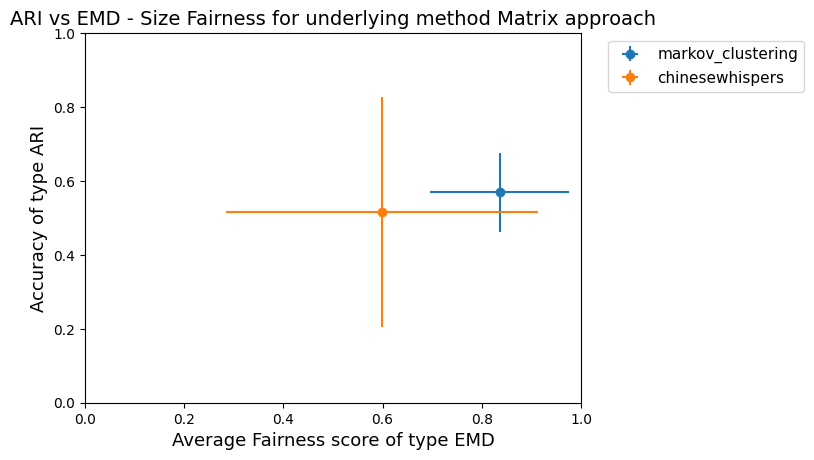 ARI vs EMD - Size Fairness for underlying method Matrix approach
markov_clustering
chinesewhispers
Accuracy of type ARI
1.0
0.8
0.6
0.4
0.2
0.0
0.0 0.2 0.4 0.6 0.8 1.0
Average Fairness score of type EMD